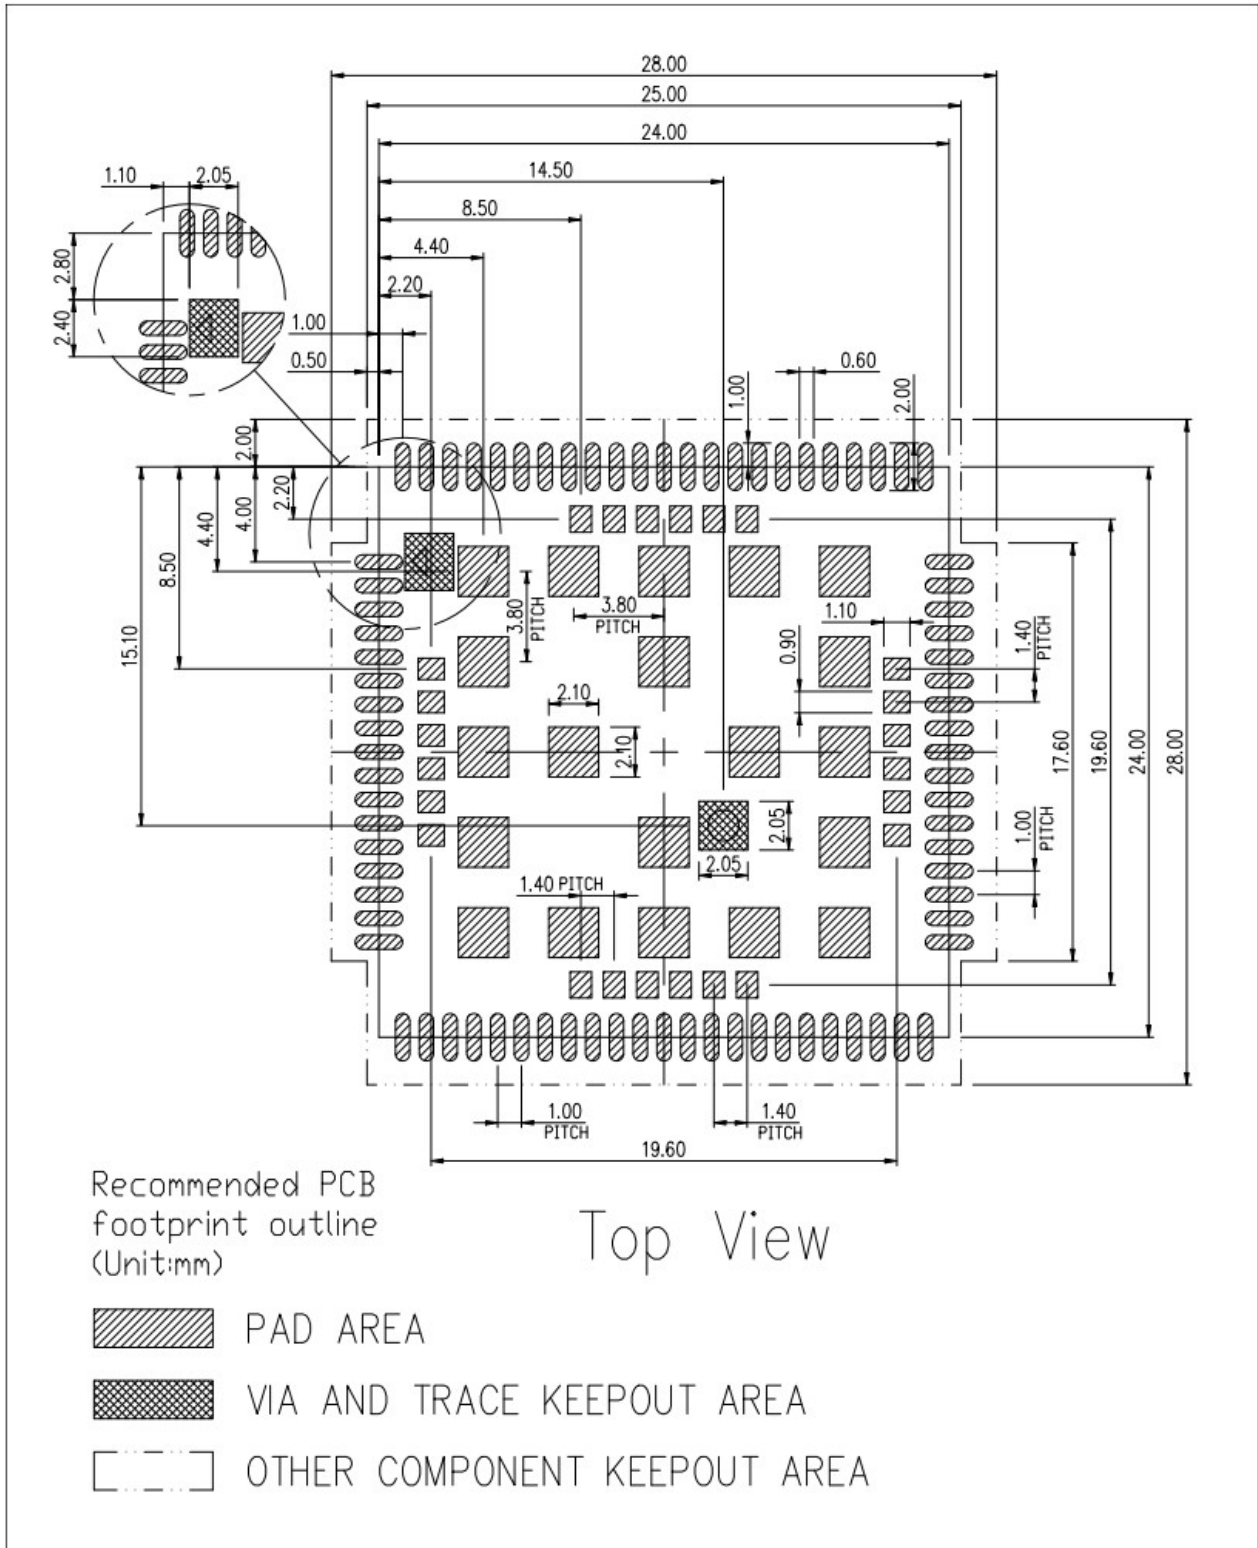 28.00
25.00
24.00
14.50
1.10 2.05
8.50
4.40
2.80
2.20
2.40
1.00
0.50
0.60
1.00
2.00
2.00
2.20
4.00
4.40
8.50
15.10
3.80
PITCH
3.80
PITCH
1.10
0.90
1.40
PITCH
2.10
2.10
17.60
19.60
24.00
28.00
2.05
2.05
1.00
PITCH
1.40 PITCH
1.00
PITCH
1.40
PITCH
19.60
Recommended PCB
footprint outline
(Unit:mm)
Top View
PAD AREA
VIA AND TRACE KEEPOUT AREA
OTHER COMPONENT KEEPOUT AREA